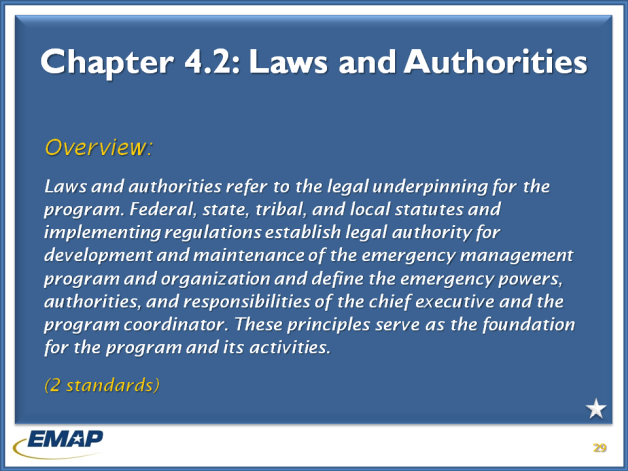 Chapter 4.2: Laws and Authorities
Overview:
Laws and authorities refer to the legal underpinning for the
program. Federal, state, tribal, and local statutes and
implementing regulations establish legal authority for
development and maintenance of the emergency management
program and organization and define the emergency powers,
authorities, and responsibilities of the chief executive and the
program coordinator. These principles serve as the foundation
for the program and its activities.
(2 standards)
EMAP
29